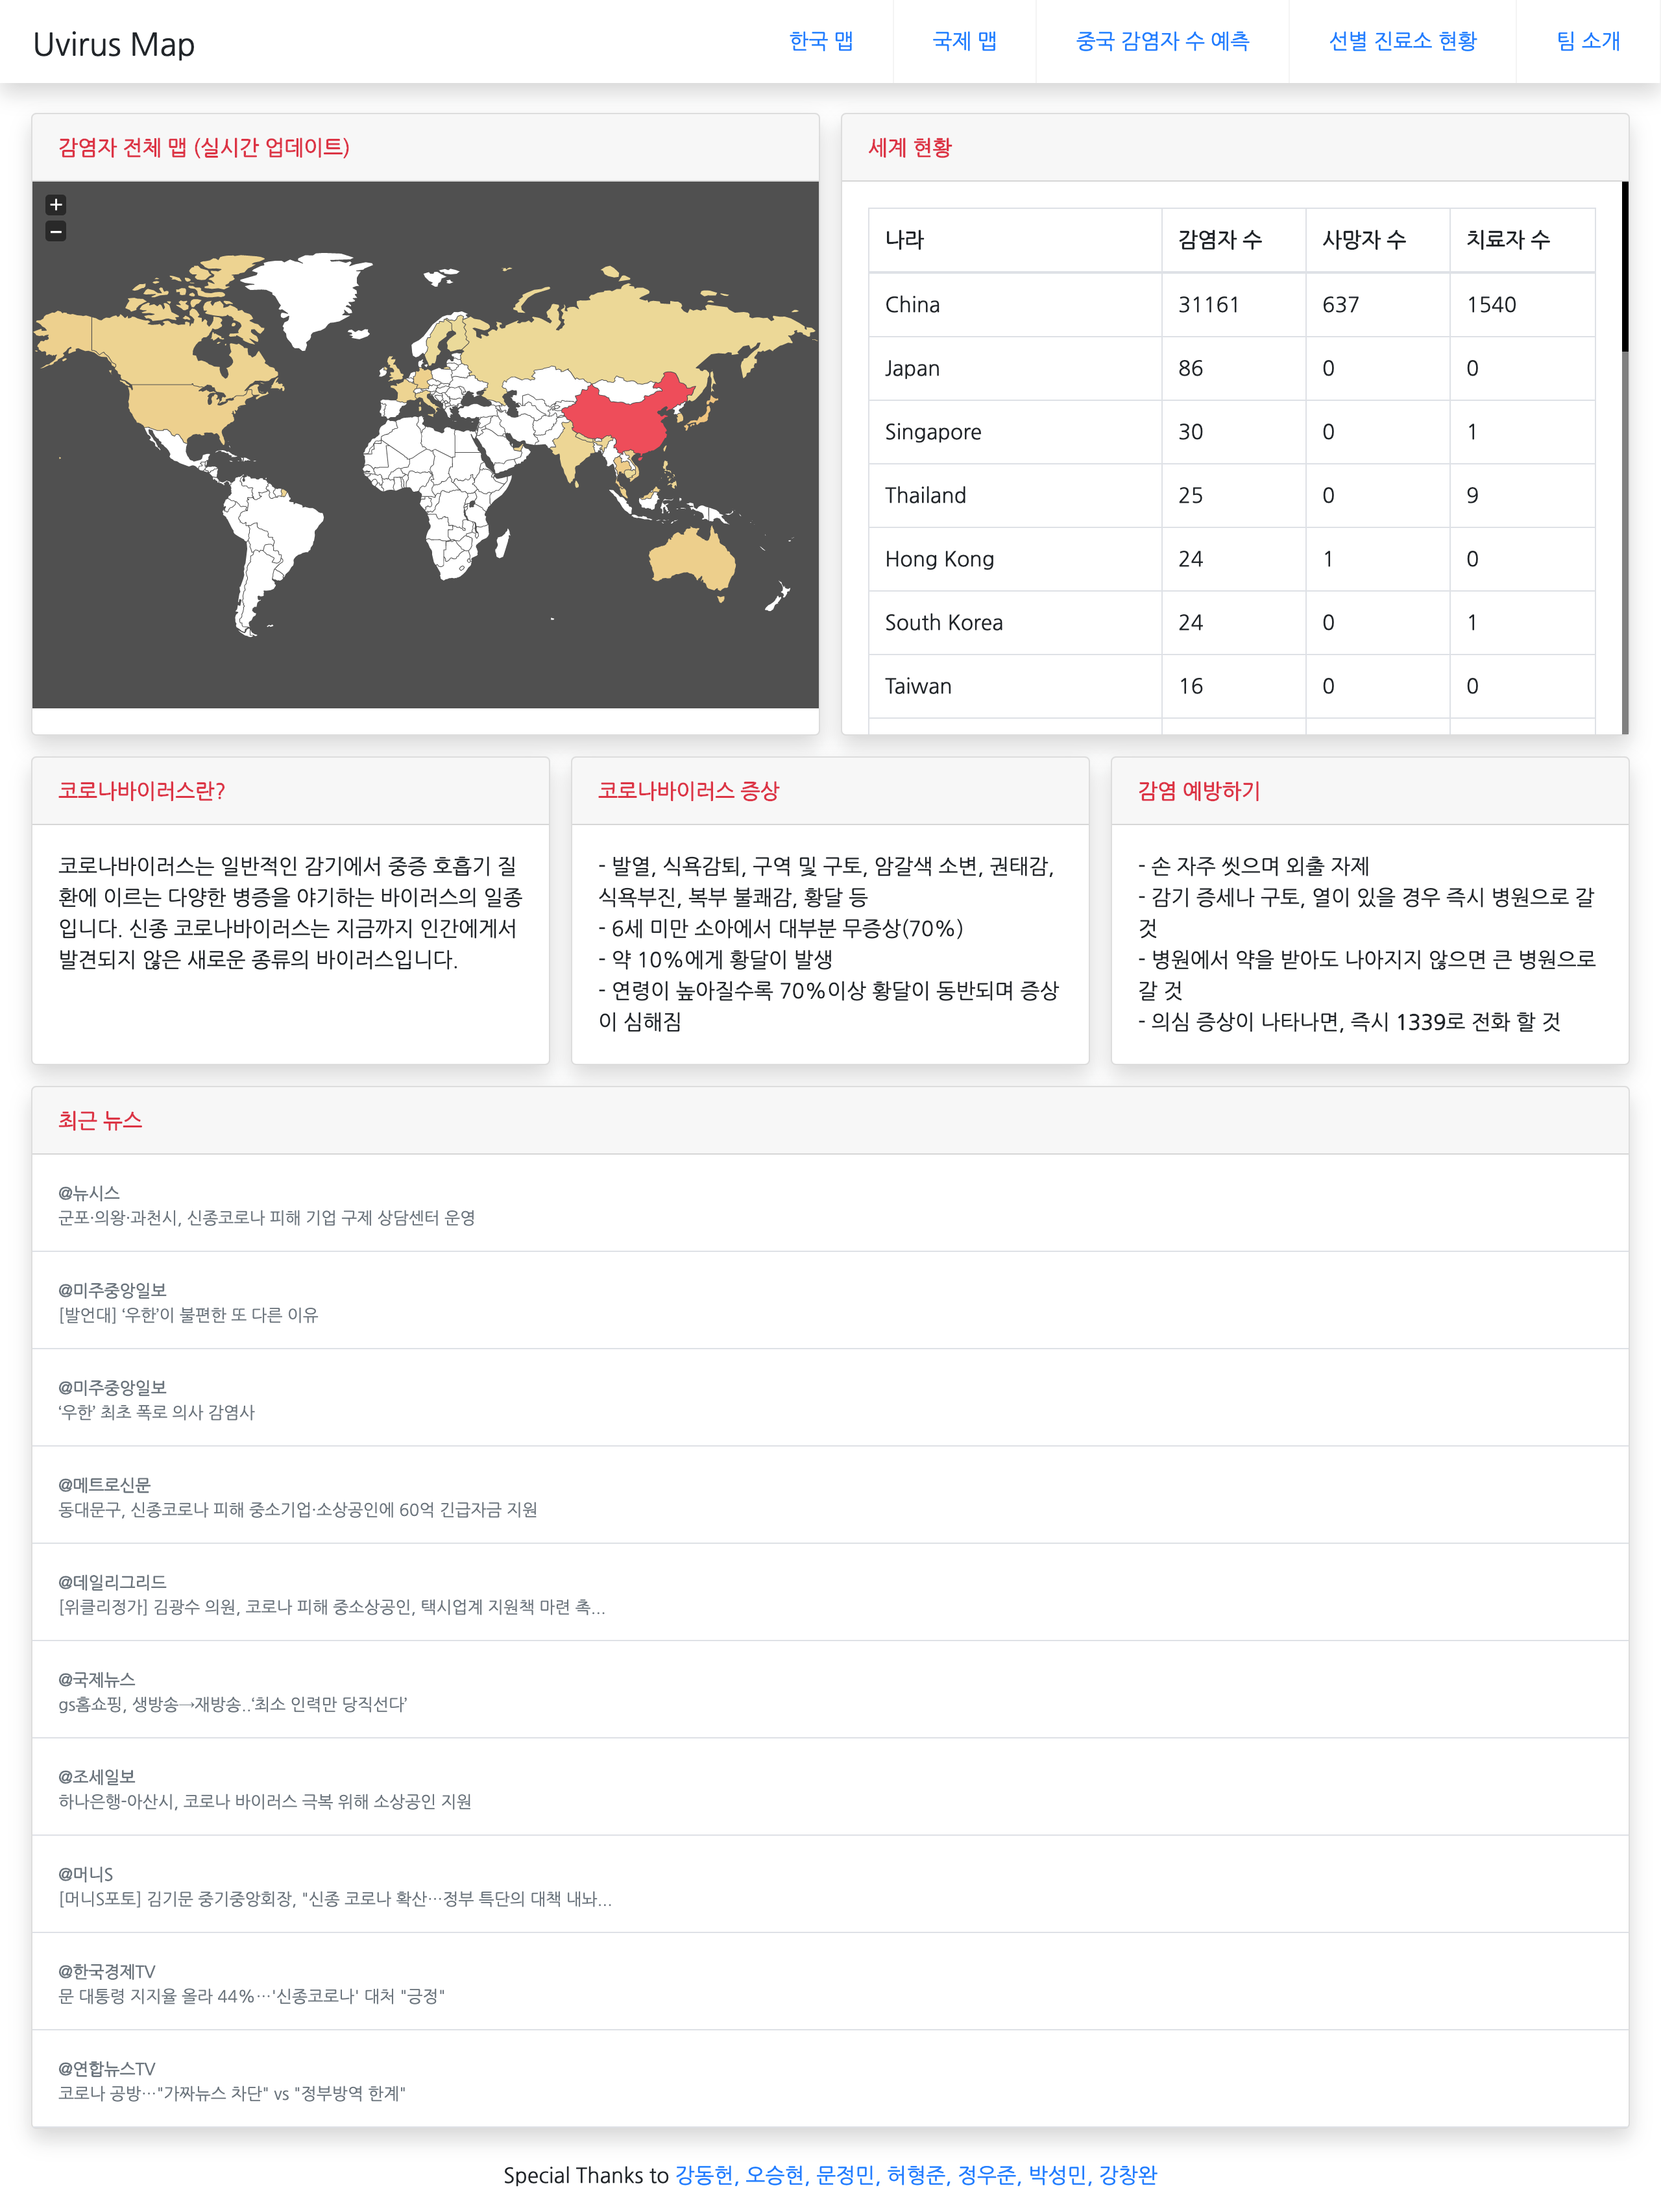 Uvirus Map
한국 맵
국제 맵
중국 감염자 수 예측
선별 진료소 현황
팀 소개
감염자 전체 맵 (실시간 업데이트)
+
−
세계 현황
나라 감염자 수 사망자 수 치료자 수
China 31161 637 1540
Japan 86 0 0
Singapore 30 0 1
Thailand 25 0 9
Hong Kong 24 1 0
South Korea 24 0 1
Taiwan 16 0 0
코로나바이러스란?
코로나바이러스는 일반적인 감기에서 중증 호흡기 질
환에 이르는 다양한 병증을 야기하는 바이러스의 일종
입니다. 신종 코로나바이러스는 지금까지 인간에게서
발견되지 않은 새로운 종류의 바이러스입니다.
코로나바이러스 증상
- 발열, 식욕감퇴, 구역 및 구토, 암갈색 소변, 권태감,
식욕부진, 복부 불쾌감, 황달 등
- 6세 미만 소아에서 대부분 무증상(70%)
- 약 10%에게 황달이 발생
- 연령이 높아질수록 70%이상 황달이 동반되며 증상
이 심해짐
감염 예방하기
- 손 자주 씻으며 외출 자제
- 감기 증세나 구토, 열이 있을 경우 즉시 병원으로 갈
것
- 병원에서 약을 받아도 나아지지 않으면 큰 병원으로
갈 것
- 의심 증상이 나타나면, 즉시 1339로 전화 할 것
최근 뉴스
@뉴시스
군포·의왕·과천시, 신종코로나 피해 기업 구제 상담센터 운영
@미주중앙일보
[발언대] ‘우한’이 불편한 또 다른 이유
@미주중앙일보
‘우한’ 최초 폭로 의사 감염사
@메트로신문
동대문구, 신종코로나 피해 중소기업·소상공인에 60억 긴급자금 지원
@데일리그리드
[위클리정가] 김광수 의원, 코로나 피해 중소상공인, 택시업계 지원책 마련 촉...
@국제뉴스
gs홈쇼핑, 생방송→재방송..‘최소 인력만 당직선다’
@조세일보
하나은행-아산시, 코로나 바이러스 극복 위해 소상공인 지원
@머니S
[머니S포토] 김기문 중기중앙회장, "신종 코로나 확산…정부 특단의 대책 내놔...
@한국경제TV
문 대통령 지지율 올라 44%…'신종코로나' 대처 "긍정"
@연합뉴스TV
코로나 공방…"가짜뉴스 차단" vs "정부방역 한계"
Special Thanks to 강동헌, 오승현, 문정민, 허형준, 정우준, 박성민, 강창완